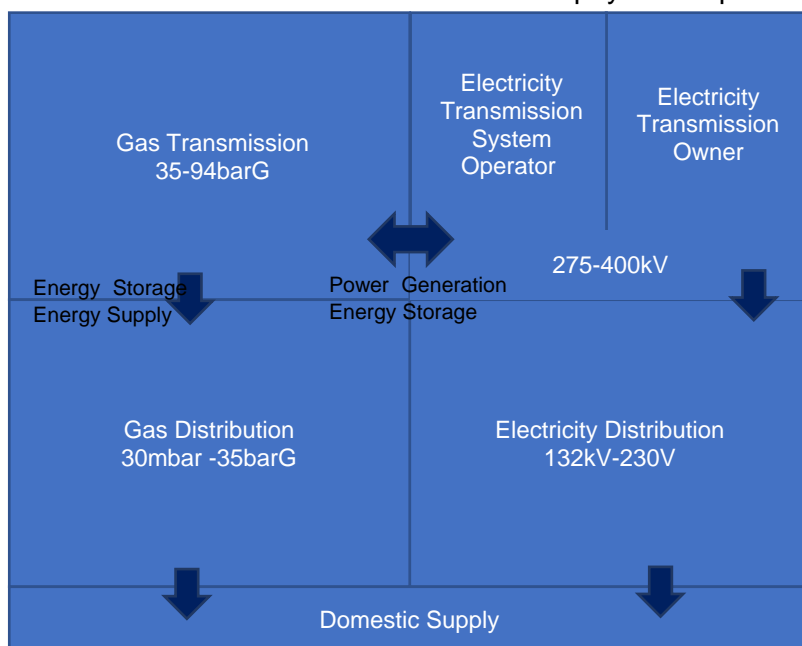 Gas Transmission
35-94barG
Electricity
Transmission
System
Operator
Electricity
Transmission
Owner
275-400kV
Energy Storage
Energy Supply
Power Generation
Energy Storage
Gas Distribution
30mbar -35barG
Electricity Distribution
132kV-230V
Domestic Supply